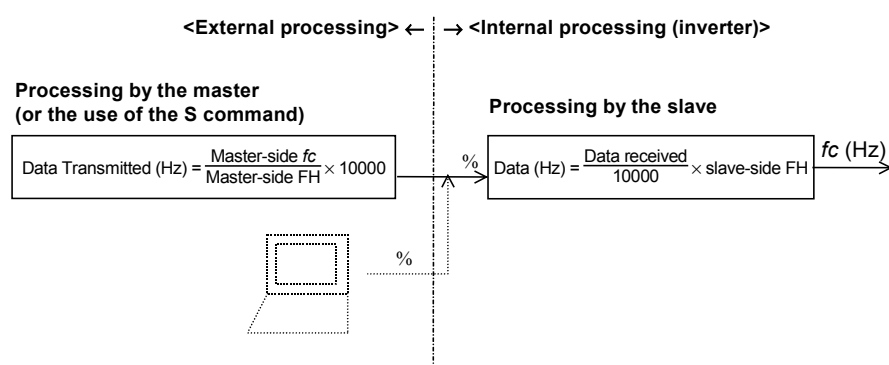 <External processing> ← → <Internal processing (inverter)>
Processing by the master
(or the use of the S command)
Data Transmitted (Hz) = Master-side fc / Master-side FH × 10000
%
Processing by the slave
Data (Hz) = Data received / 10000 × slave-side FH
fc (Hz)
%